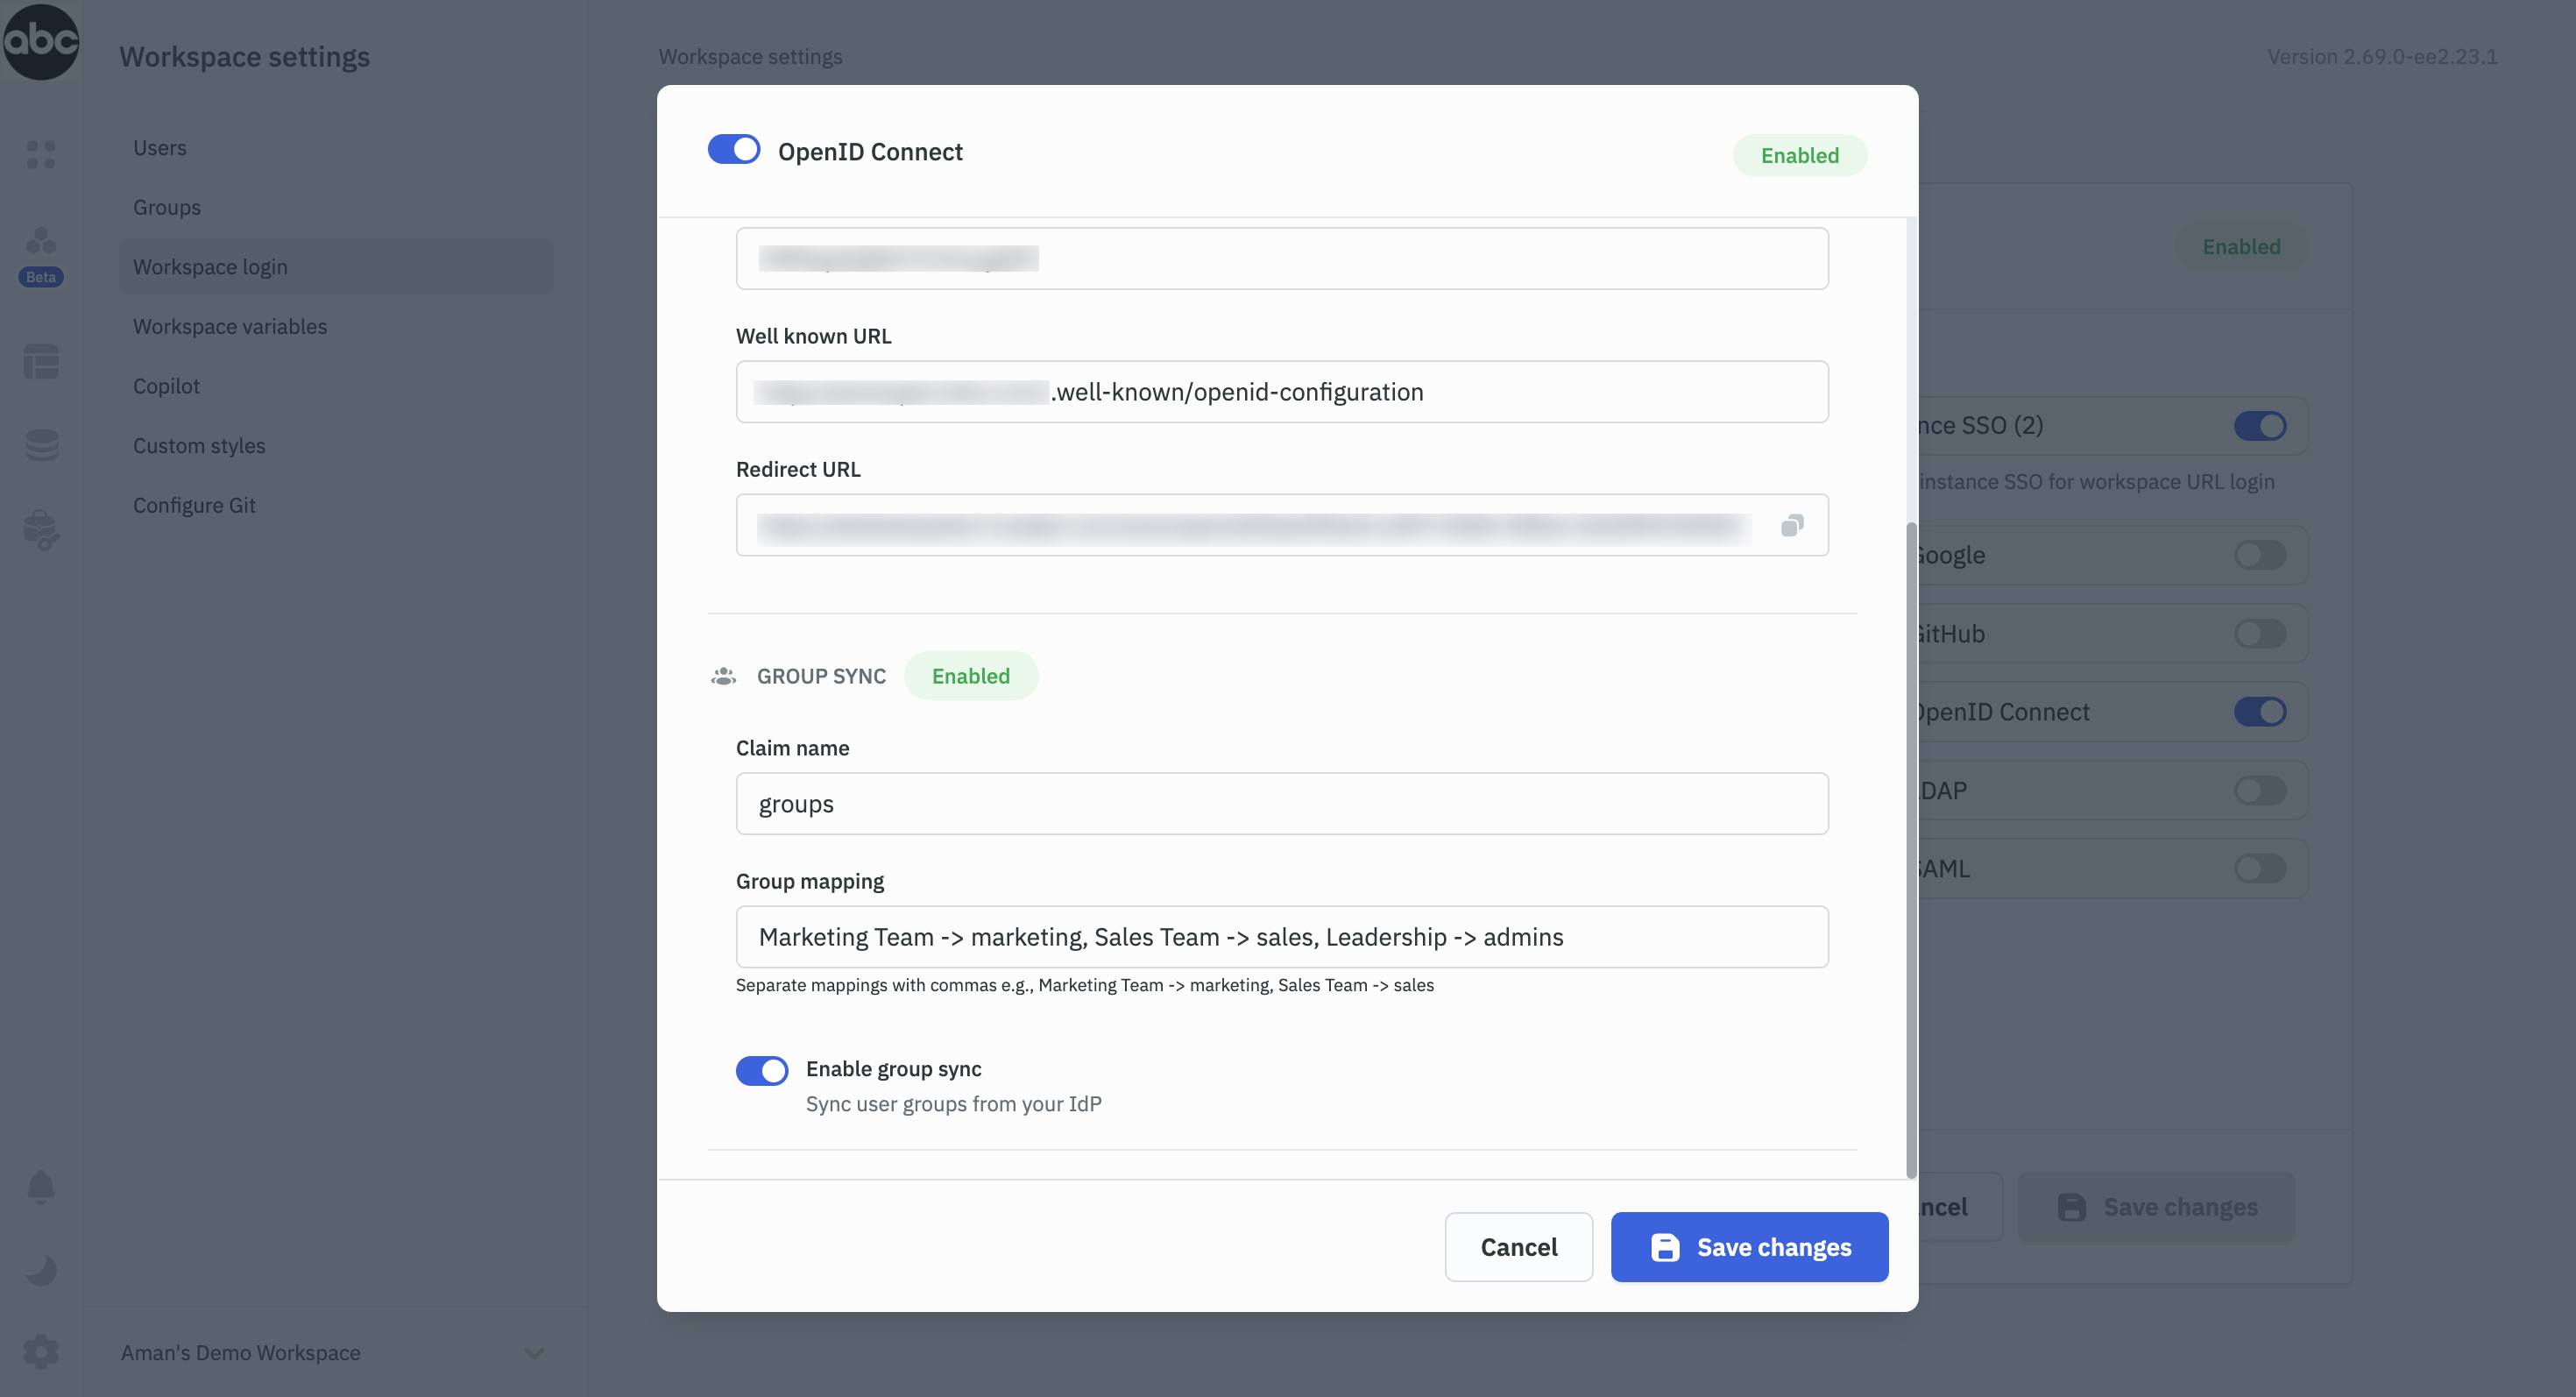 abc
Workspace settings
Workspace settings
Version 2.69.0-ee2.23.1
Users
Groups
Workspace login
Beta
Workspace variables
Copilot
Custom styles
Configure Git
Aman's Demo Workspace
OpenID Connect
Enabled
Well known URL
.well-known/openid-configuration
Redirect URL
GROUP SYNC
Enabled
Claim name
groups
Group mapping
Marketing Team -> marketing, Sales Team -> sales, Leadership -> admins
Separate mappings with commas e.g., Marketing Team -> marketing, Sales Team -> sales
Enable group sync
Sync user groups from your IdP
Cancel
Save changes
Enabled
nce SSO (2)
instance SSO for workspace URL login
Google
GitHub
OpenID Connect
LDAP
SAML
ncel
Save changes